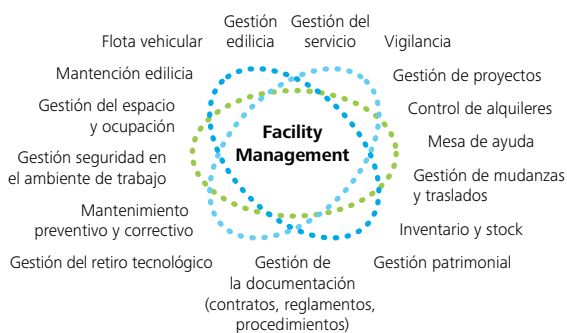 Gestión
edilicia
Gestión del
servicio
Flota vehicular
Vigilancia
Mantención edilicia
Gestión de proyectos
Gestión del espacio
y ocupación
Control de alquileres
Facility
Management
Mesa de ayuda
Gestión seguridad en
el ambiente de trabajo
Gestión de mudanzas
y traslados
Mantenimiento
preventivo y correctivo
Inventario y stock
Gestión del retiro tecnológico
Gestión de
la documentación
(contratos, reglamentos,
procedimientos)
Gestión patrimonial